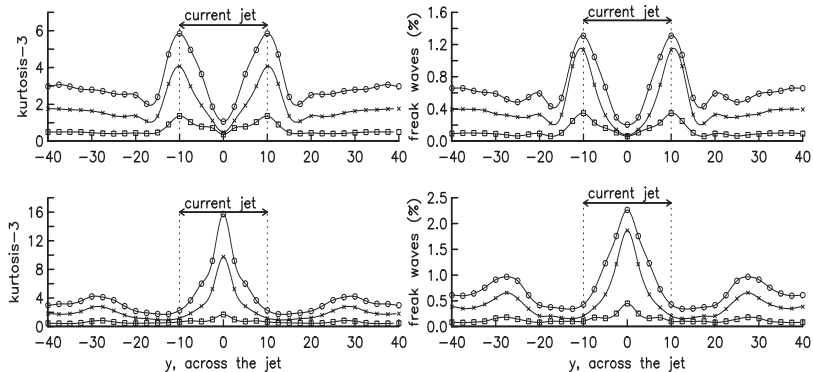 current jet
kurtosis-3
6
4
2
0
-40 -30 -20 -10 0 10 20 30 40
current jet
freak waves (%)
1.6
1.2
0.8
0.4
0.0
-40 -30 -20 -10 0 10 20 30 40
current jet
kurtosis-3
16
12
8
4
0
-40 -30 -20 -10 0 10 20 30 40
y, across the jet
current jet
freak waves (%)
2.5
2.0
1.5
1.0
0.5
0.0
-40 -30 -20 -10 0 10 20 30 40
y, across the jet